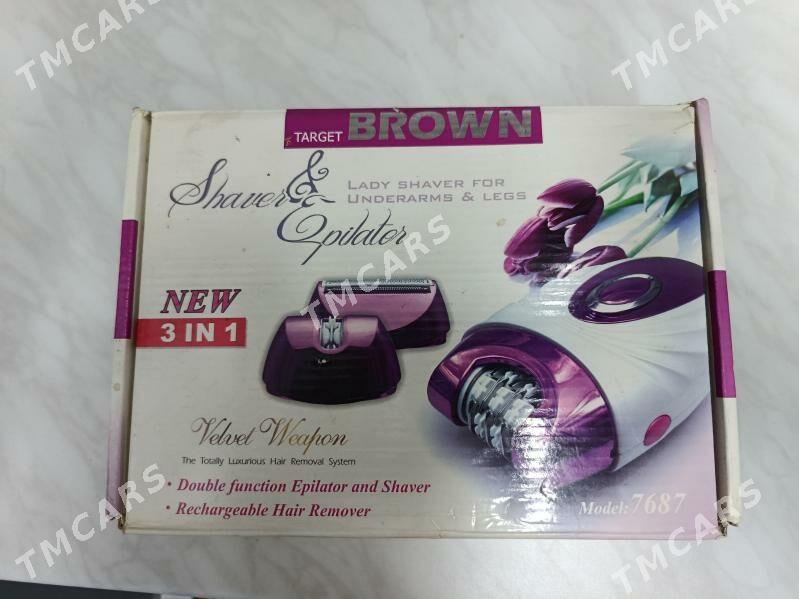 TMCARS
TMCARS
TMCARS
TARGET BROWN
Shaver & Epilator
LADY SHAVER FOR
UNDERARMS & LEGS
TMCARS
NEW
3 IN 1
Velvet Weapon
The Totally Luxurious Hair Removal System
• Double function Epilator and Shaver
• Rechargeable Hair Remover
Model:7687
TMCARS
TMCARS
TMCARS